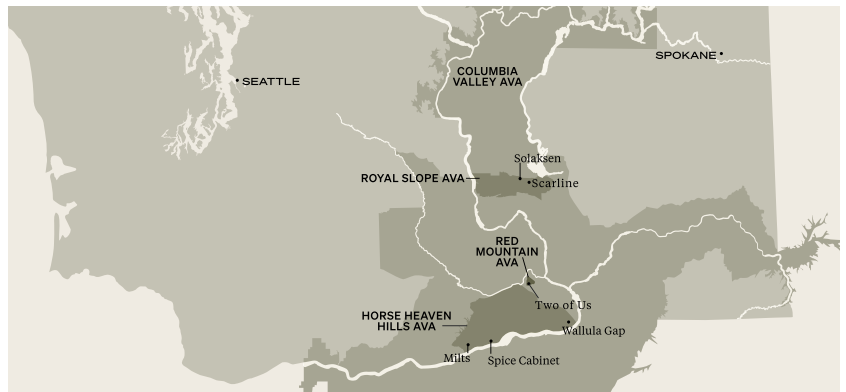 SPOKANE
COLUMBIA
VALLEY AVA
SEATTLE
Solaksen
ROYAL SLOPE AVA
Scarline
RED
MOUNTAIN
AVA
Two of Us
HORSE HEAVEN
HILLS AVA
Wallula Gap
Milts
Spice Cabinet